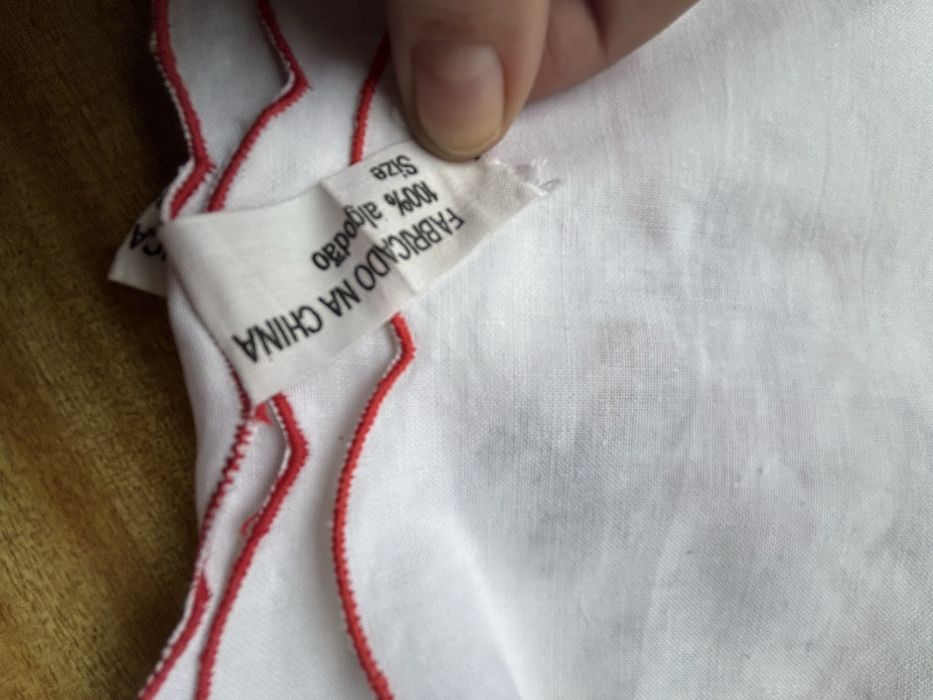 FABRICADO NA CHINA
100% algodão
Size